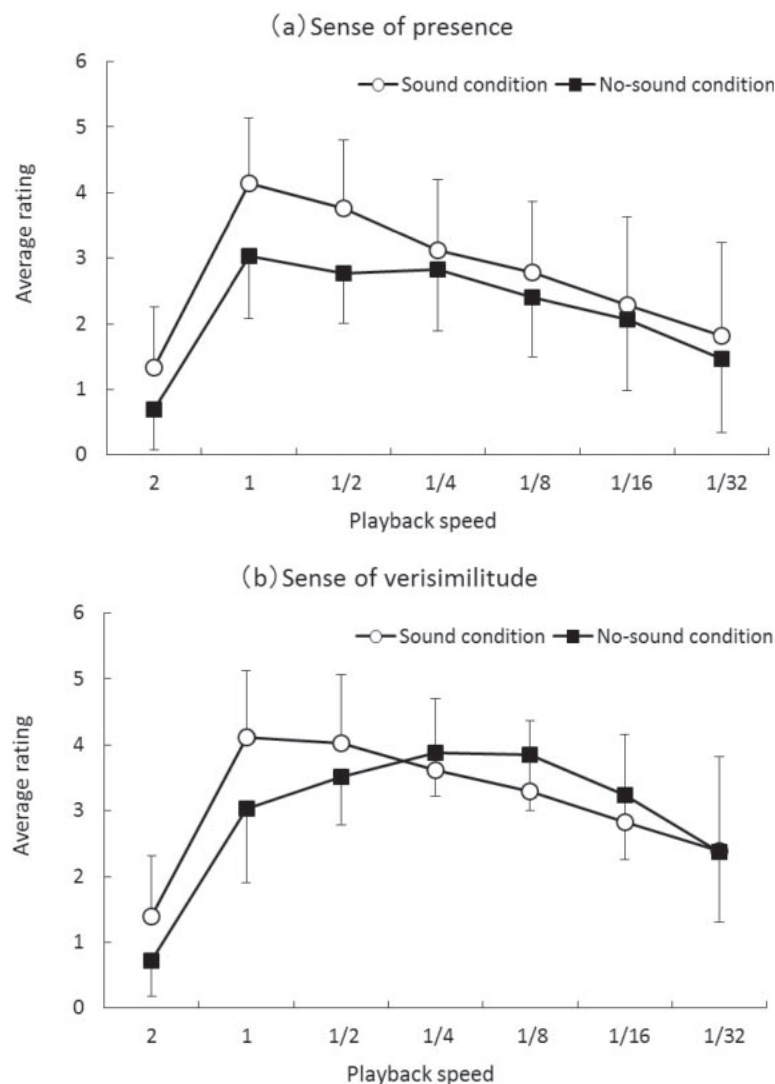 (a) Sense of presence
Sound condition No-sound condition
6
5
4
3
2
1
0
Average rating
2 1 1/2 1/4 1/8 1/16 1/32
Playback speed
(b) Sense of verisimilitude
Sound condition No-sound condition
6
5
4
3
2
1
0
Average rating
2 1 1/2 1/4 1/8 1/16 1/32
Playback speed